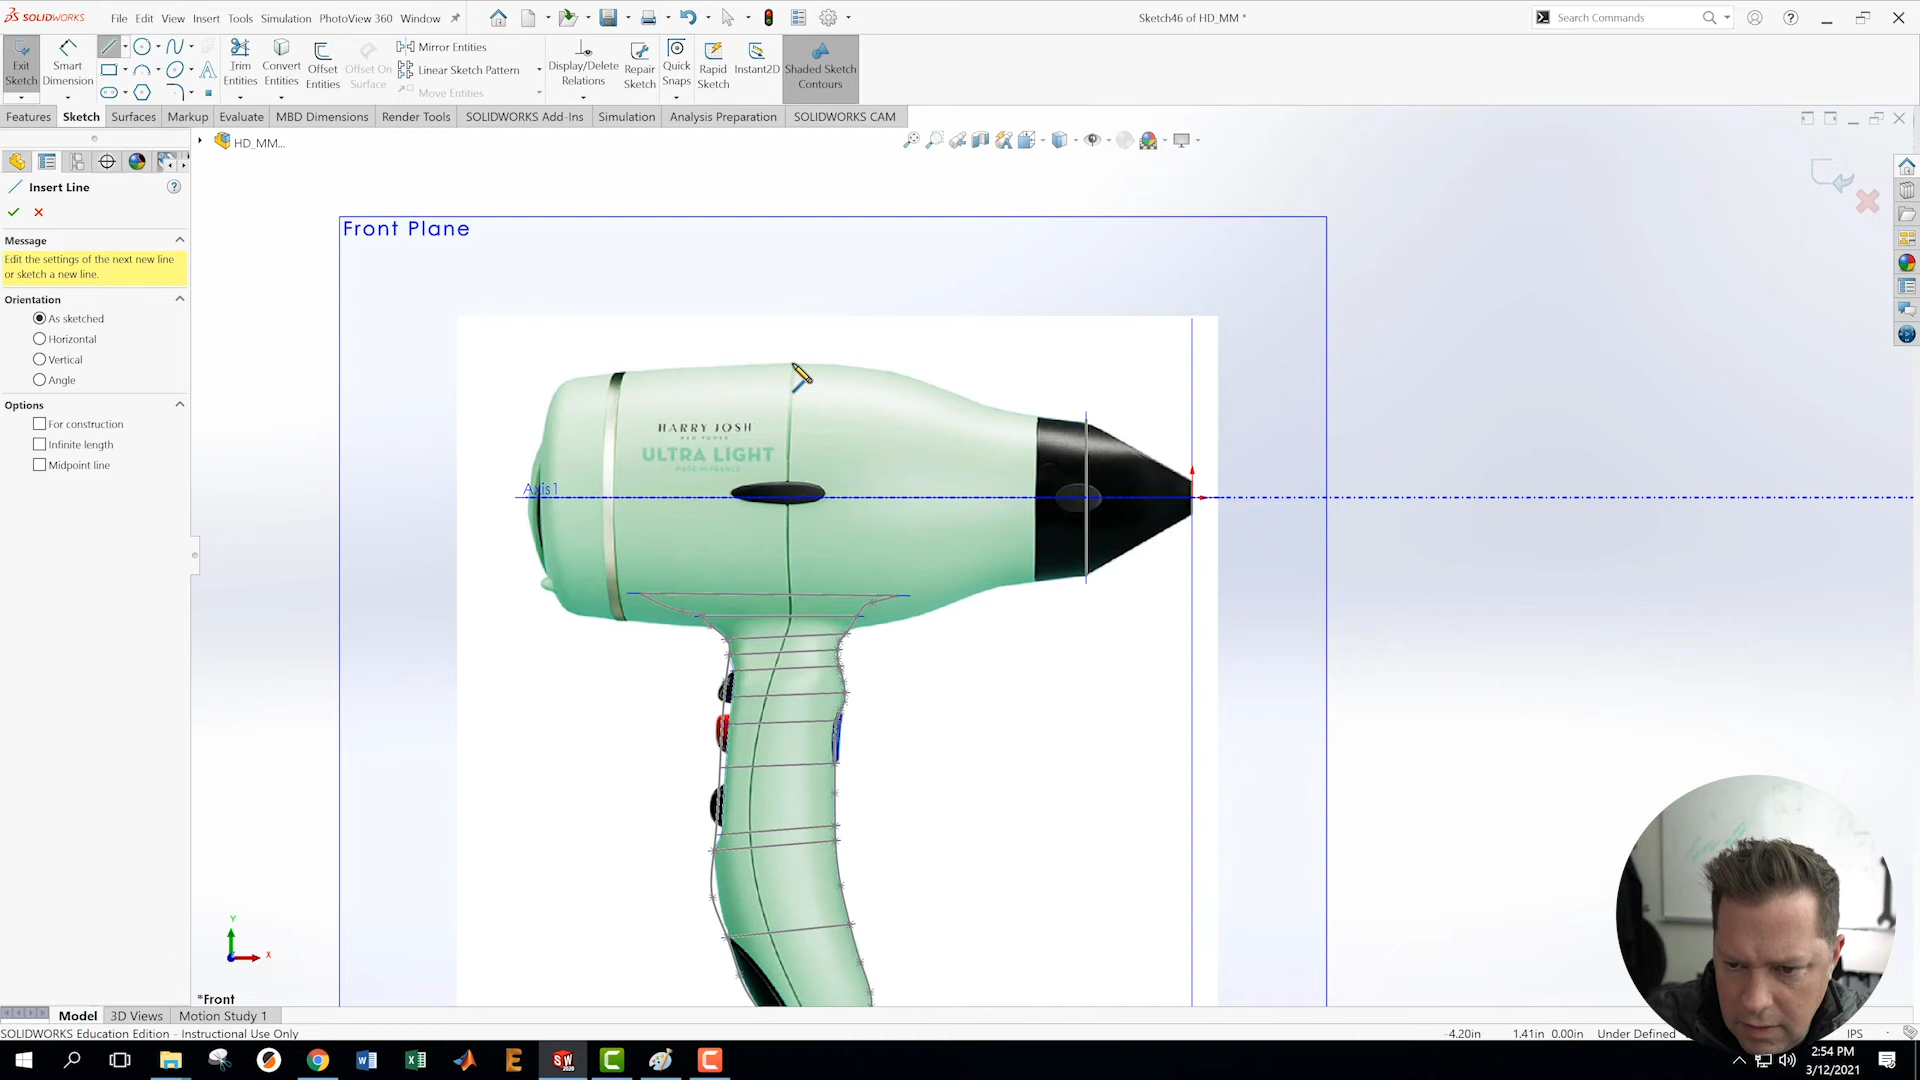 SOLIDWORKS File Edit View Insert Tools Simulation PhotoView 360 Window
Sketch46 of HD_MM *
Search Commands
Exit Sketch
Smart Dimension
Trim Entities
Convert Entities
Offset Entities
Offset On Surface
Mirror Entities
Linear Sketch Pattern
Move Entities
Display/Delete Relations
Repair Sketch
Quick Snaps
Rapid Sketch
Instant2D
Shaded Sketch Contours
Features Sketch Surfaces Markup Evaluate MBD Dimensions Render Tools SOLIDWORKS Add-Ins Simulation Analysis Preparation SOLIDWORKS CAM
HD_MM...
Insert Line
Message
Edit the settings of the next new line
or sketch a new line.
Orientation
As sketched
Horizontal
Vertical
Angle
Options
For construction
Infinite length
Midpoint line
Front Plane
HARRY JOSH
PRO TOOLS
ULTRA LIGHT
MADE IN FRANCE
Axis1
Y
X
*Front
Model 3D Views Motion Study 1
SOLIDWORKS Education Edition - Instructional Use Only
-4.20in 1.41in 0.00in Under Defined
IPS
2:54 PM
3/12/2021